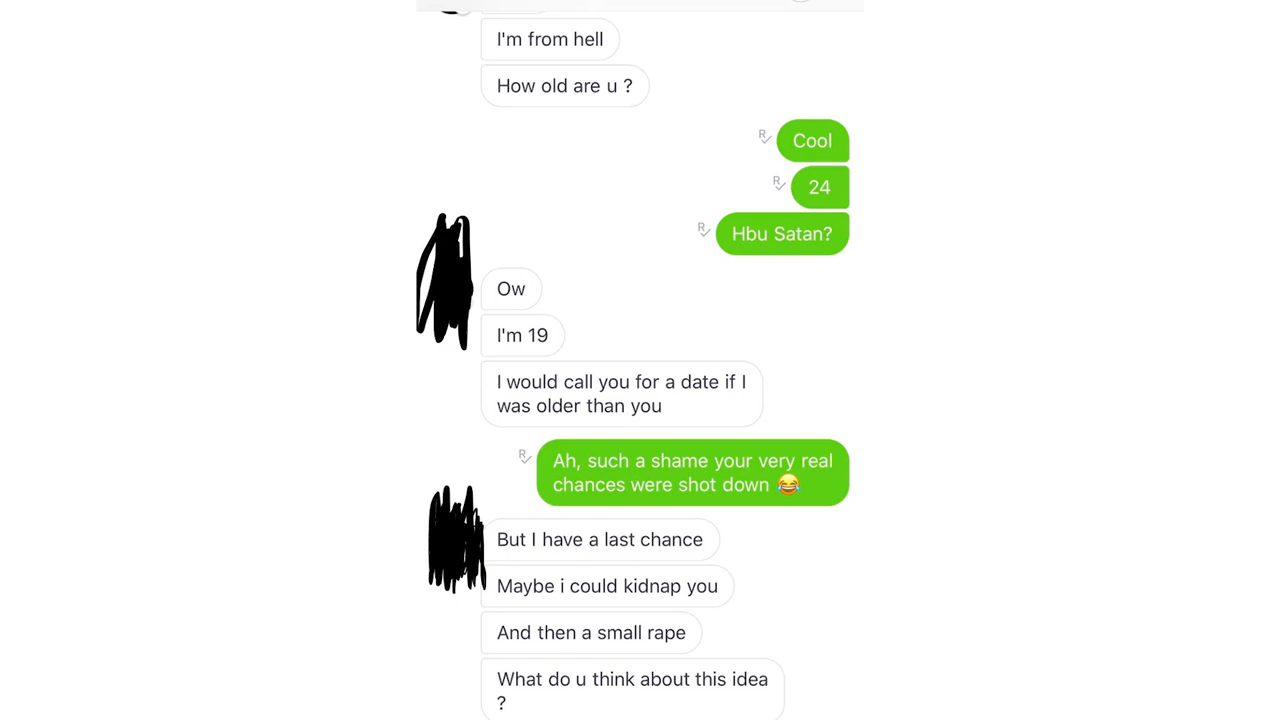 I'm from hell
How old are u ?
Cool
24
Hbu Satan?
Ow
I'm 19
I would call you for a date if I
was older than you
Ah, such a shame your very real
chances were shot down 😂
But I have a last chance
Maybe i could kidnap you
And then a small rape
What do u think about this idea
?